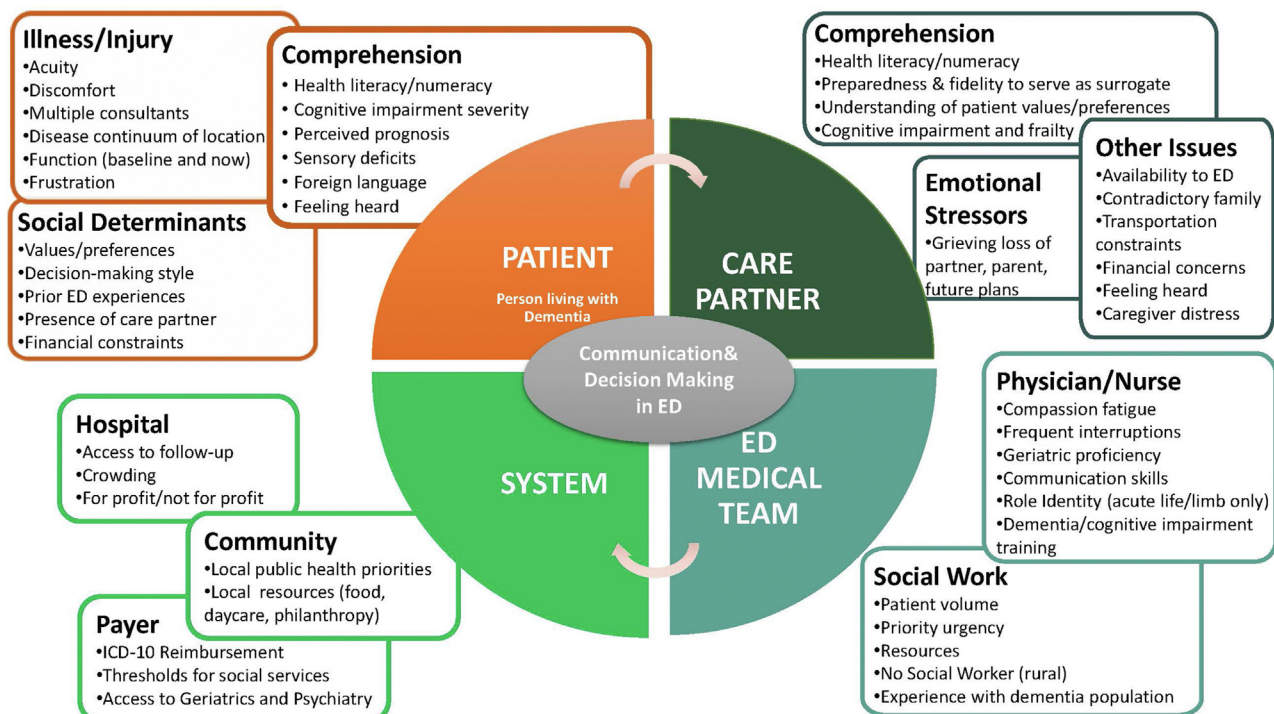 Illness/Injury
•Acuity
•Discomfort
•Multiple consultants
•Disease continuum of location
•Function (baseline and now)
•Frustration
Comprehension
• Health literacy/numeracy
• Cognitive impairment severity
• Perceived prognosis
• Sensory deficits
• Foreign language
• Feeling heard
Social Determinants
•Values/preferences
•Decision-making style
•Prior ED experiences
•Presence of care partner
•Financial constraints
Comprehension
•Health literacy/numeracy
•Preparedness & fidelity to serve as surrogate
•Understanding of patient values/preferences
•Cognitive impairment and frailty
Emotional
Stressors
•Grieving loss of
partner, parent,
future plans
Other Issues
•Availability to ED
•Contradictory family
•Transportation
constraints
•Financial concerns
•Feeling heard
•Caregiver distress
PATIENT
Person living with
Dementia
CARE
PARTNER
Communication&
Decision Making
in ED
SYSTEM
ED
MEDICAL
TEAM
Hospital
•Access to follow-up
•Crowding
•For profit/not for profit
Community
•Local public health priorities
•Local resources (food,
daycare, philanthropy)
Payer
•ICD-10 Reimbursement
•Thresholds for social services
•Access to Geriatrics and Psychiatry
Physician/Nurse
•Compassion fatigue
•Frequent interruptions
•Geriatric proficiency
•Communication skills
•Role Identity (acute life/limb only)
•Dementia/cognitive impairment
training
Social Work
•Patient volume
•Priority urgency
•Resources
•No Social Worker (rural)
•Experience with dementia population